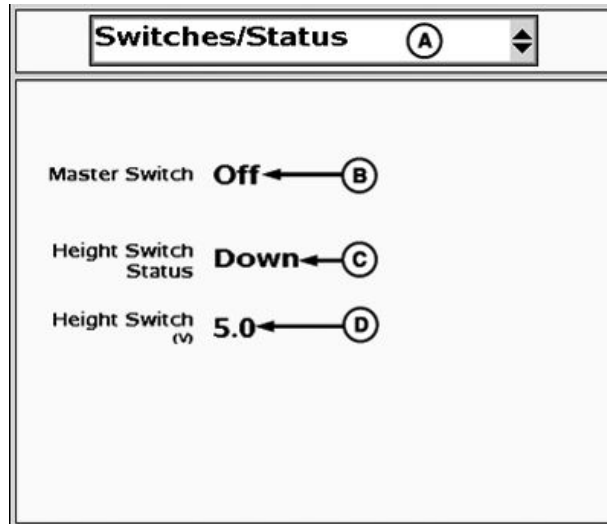 Switches/Status A
Master Switch Off B
Height Switch
Status Down C
Height Switch
(V) 5.0 D